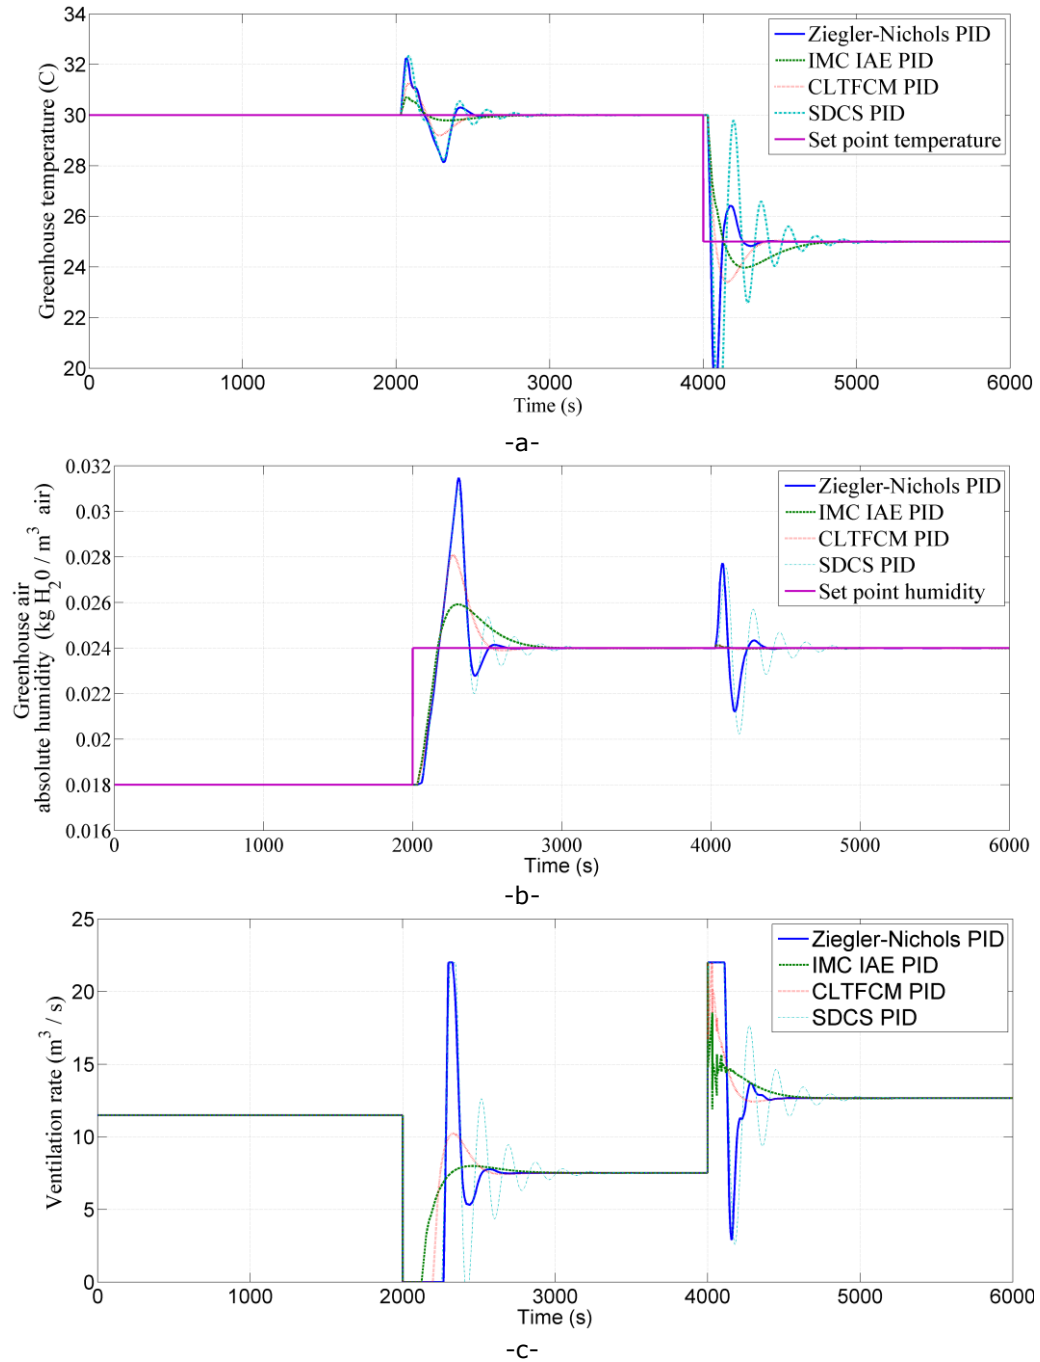 34
32
30
28
26
24
22
20
Greenhouse temperature (C)
Ziegler-Nichols PID
IMC IAE PID
CLTFCM PID
SDCS PID
Set point temperature
0
1000
2000
3000
4000
5000
6000
Time (s)
-a-
0.032
0.03
0.028
0.026
0.024
0.022
0.02
0.018
0.016
Greenhouse air
absolute humidity (kg H₂0 / m³ air)
Ziegler-Nichols PID
IMC IAE PID
CLTFCM PID
SDCS PID
Set point humidity
0
1000
2000
3000
4000
5000
6000
Time (s)
-b-
25
20
15
10
5
0
Ventilation rate (m³ / s)
Ziegler-Nichols PID
IMC IAE PID
CLTFCM PID
SDCS PID
0
1000
2000
3000
4000
5000
6000
Time (s)
-c-